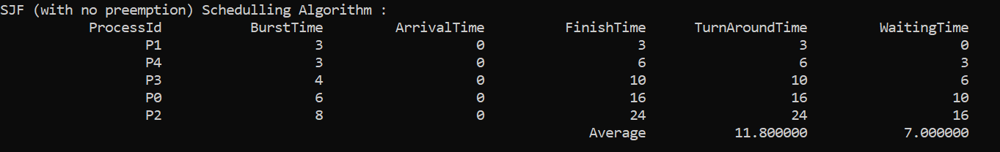 SJF (with no preemption) Schedulling Algorithm :
ProcessId BurstTime ArrivalTime FinishTime TurnAroundTime WaitingTime
P1 3 0 3 3 0
P4 3 0 6 6 3
P3 4 0 10 10 6
P0 6 0 16 16 10
P2 8 0 24 24 16
Average 11.800000 7.000000